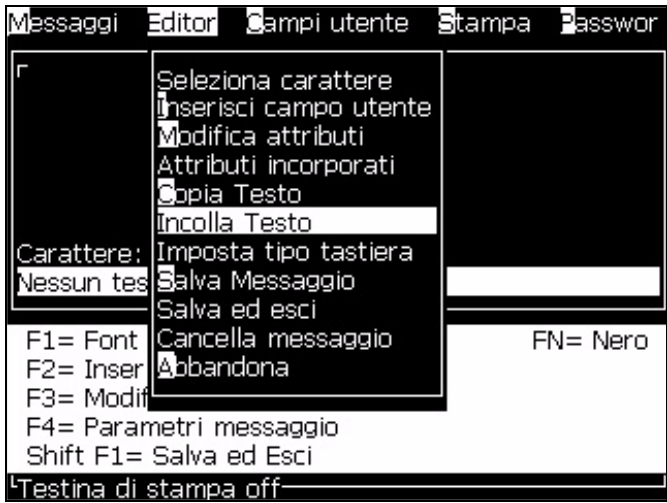 Messaggi Editor Campi utente Stampa Passwor
Seleziona carattere
Inserisci campo utente
Modifica attributi
Attributi incorporati
Copia Testo
Incolla Testo
Imposta tipo tastiera
Salva Messaggio
Salva ed esci
Cancella messaggio
Abbandona
Carattere:
Nessun tes
F1= Font FN= Nero
F2= Inser
F3= Modif
F4= Parametri messaggio
Shift F1= Salva ed Esci
Testina di stampa off